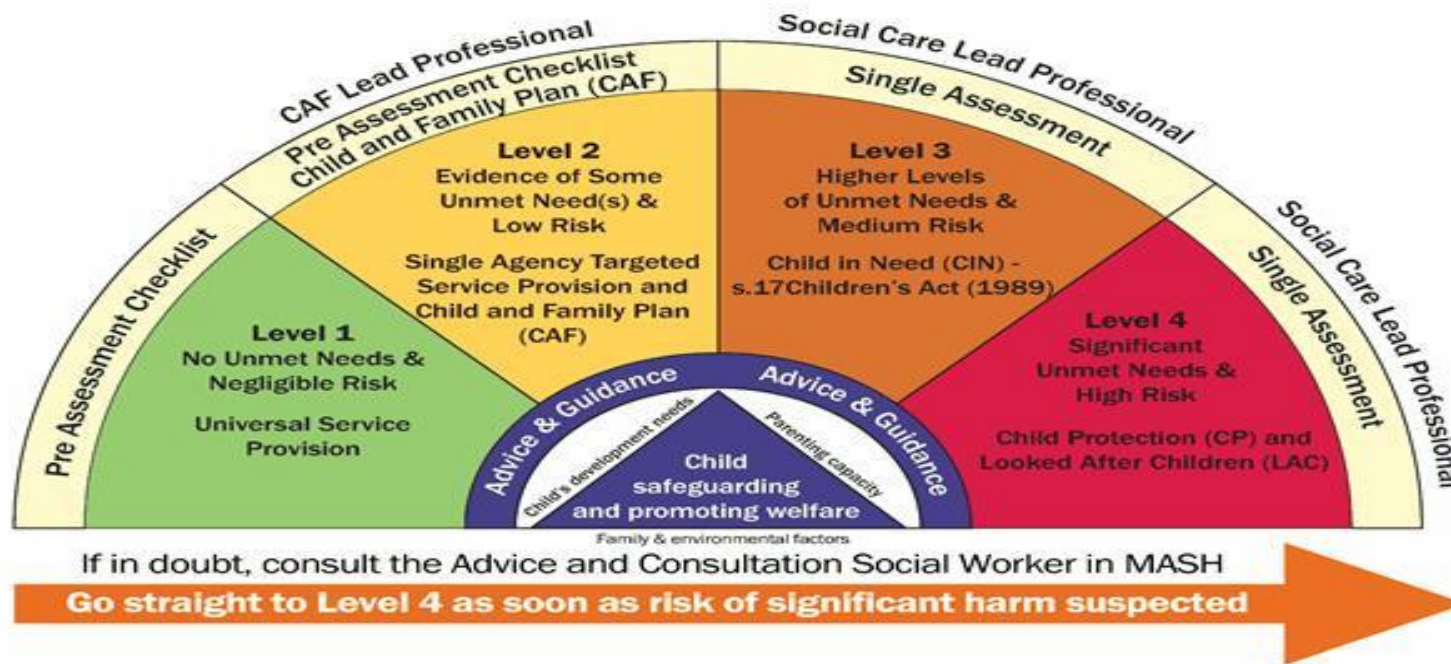 CAF Lead Professional
Social Care Lead Professional
Social Care Lead Professional
Pre Assessment Checklist
Pre Assessment Checklist
Child and Family Plan (CAF)
Single Assessment
Single Assessment
Level 1
No Unmet Needs &
Negligible Risk
Universal Service
Provision
Level 2
Evidence of Some
Unmet Need(s) &
Low Risk
Single Agency Targeted
Service Provision and
Child and Family Plan
(CAF)
Level 3
Higher Levels
of Unmet Needs &
Medium Risk
Child in Need (CIN) -
s.17Children's Act (1989)
Level 4
Significant
Unmet Needs &
High Risk
Child Protection (CP) and
Looked After Children (LAC)
Advice & Guidance
Advice & Guidance
Child's development needs
Parenting capacity
Child
safeguarding
and promoting welfare
Family & environmental factors
If in doubt, consult the Advice and Consultation Social Worker in MASH
Go straight to Level 4 as soon as risk of significant harm suspected